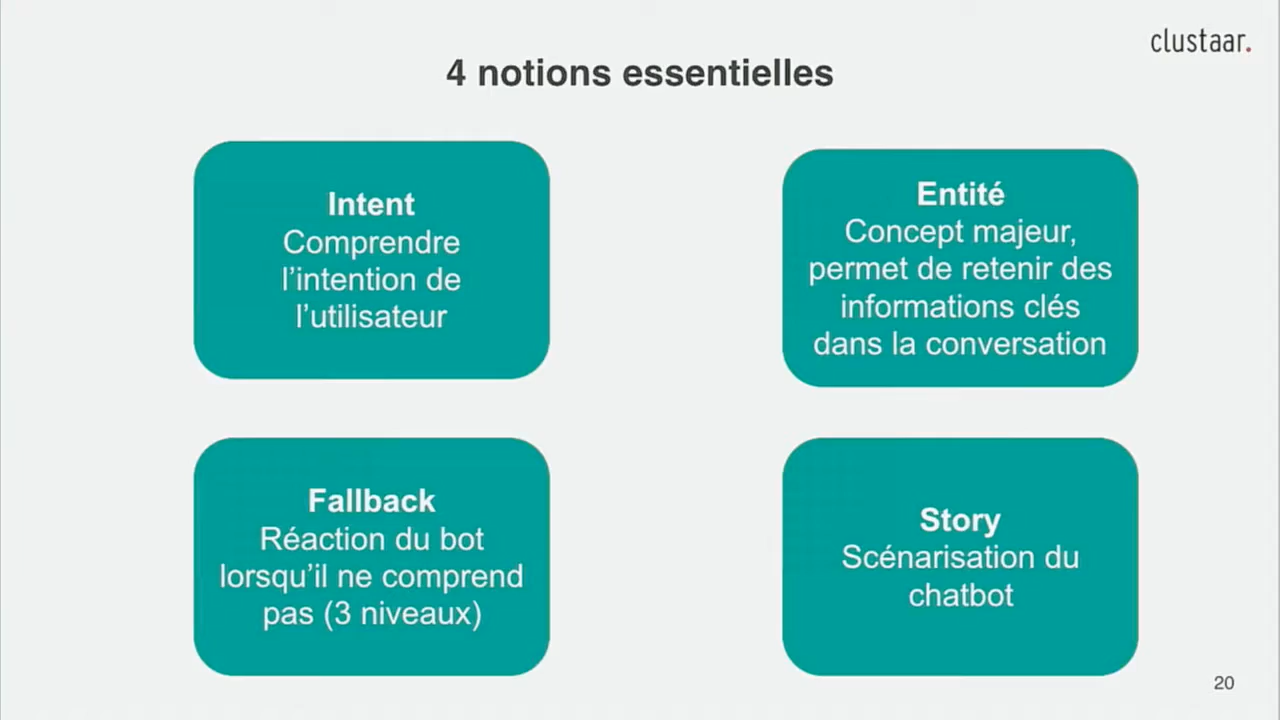 clustaar.
4 notions essentielles
Intent
Comprendre
l’intention de
l’utilisateur
Entité
Concept majeur,
permet de retenir des
informations clés
dans la conversation
Fallback
Réaction du bot
lorsqu’il ne comprend
pas (3 niveaux)
Story
Scénarisation du
chatbot
20